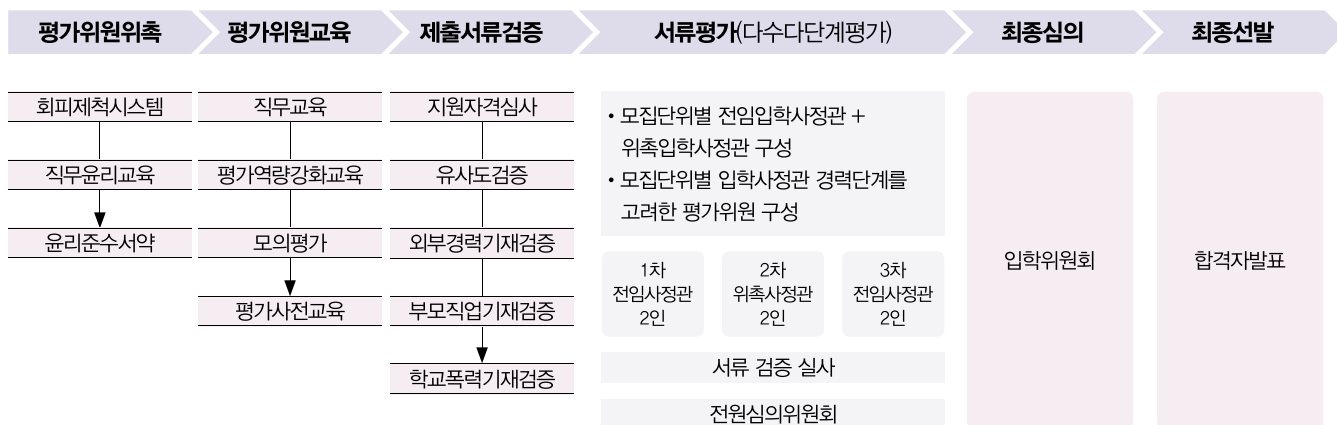 평가위원위촉
평가위원교육
제출서류검증
서류평가(다수다단계평가)
최종심의
최종선발
회피제척시스템
직무윤리교육
윤리준수서약
직무교육
평가역량강화교육
모의평가
평가사전교육
지원자격심사
유사도검증
외부경력기재검증
부모직업기재검증
학교폭력기재검증
• 모집단위별 전임입학사정관 +
위촉입학사정관 구성
• 모집단위별 입학사정관 경력단계를
고려한 평가위원 구성
1차
전임사정관
2인
2차
위촉사정관
2인
3차
전임사정관
2인
서류 검증 실사
전원심의위원회
입학위원회
합격자발표